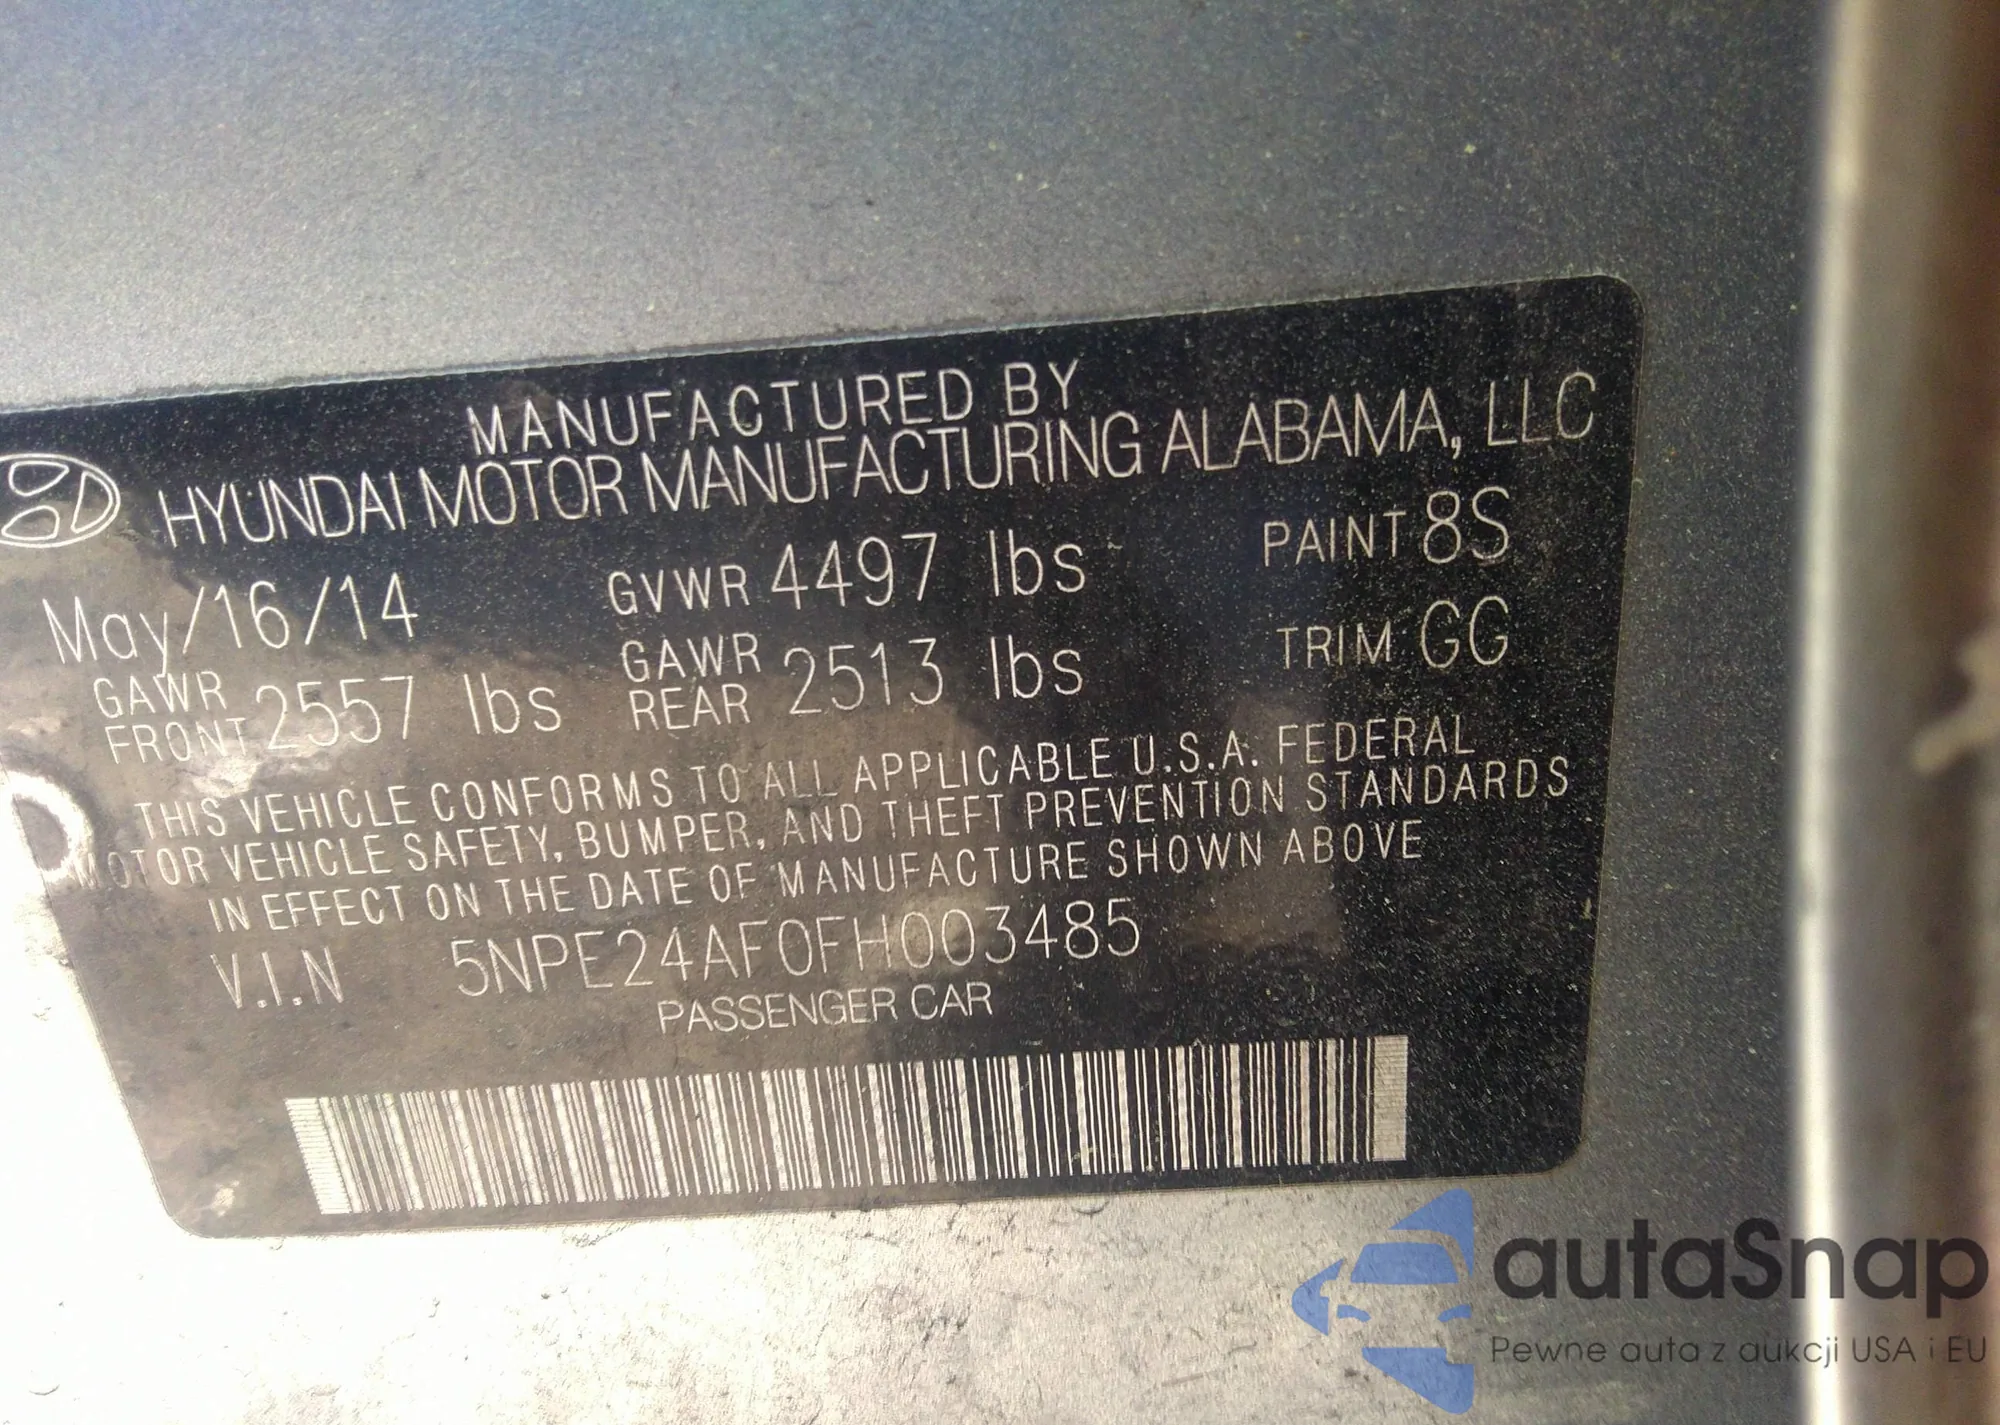 MANUFACTURED BY
HYUNDAI MOTOR MANUFACTURING ALABAMA, LLC
May/16/14 GVWR 4497 lbs PAINT 8S
GAWR FRONT 2557 lbs GAWR REAR 2513 lbs TRIM GG
THIS VEHICLE CONFORMS TO ALL APPLICABLE U.S.A. FEDERAL
MOTOR VEHICLE SAFETY, BUMPER, AND THEFT PREVENTION STANDARDS
IN EFFECT ON THE DATE OF MANUFACTURE SHOWN ABOVE
V.I.N 5NPE24AF0FH003485
PASSENGER CAR
autaSnap
Pewne auta z aukcji USA i EU